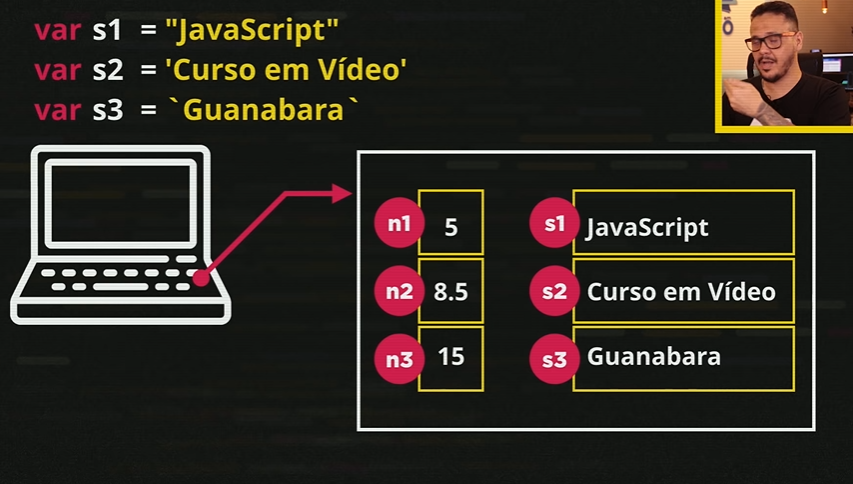 var s1 = "JavaScript"
var s2 = 'Curso em Vídeo'
var s3 = `Guanabara`
n1 5 s1 JavaScript
n2 8.5 s2 Curso em Vídeo
n3 15 s3 Guanabara